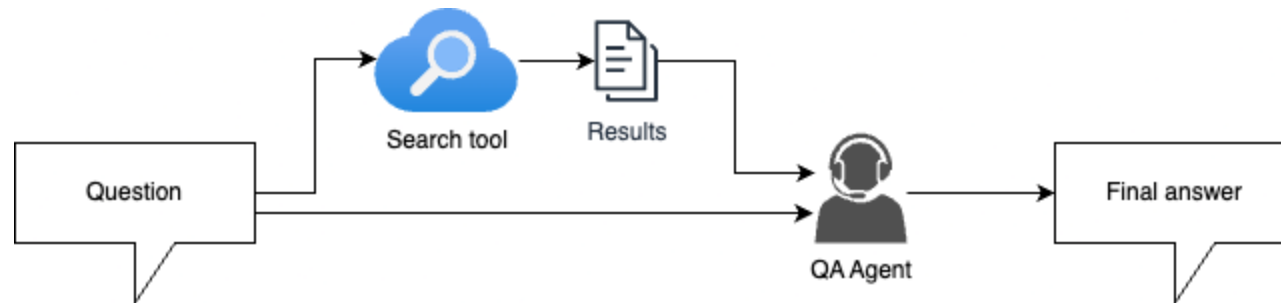 Search tool
Results
Question
Final answer
QA Agent